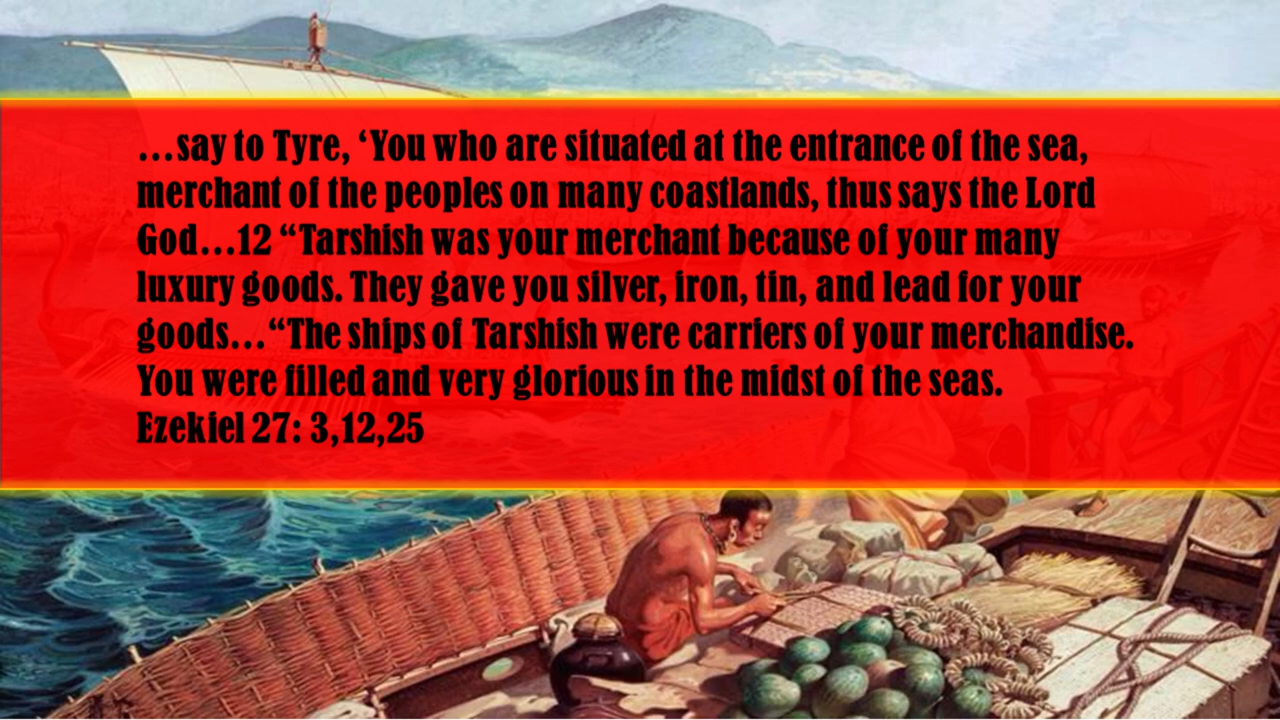 …say to Tyre, ‘You who are situated at the entrance of the sea,
merchant of the peoples on many coastlands, thus says the Lord
God…12 “Tarshish was your merchant because of your many
luxury goods. They gave you silver, iron, tin, and lead for your
goods…“The ships of Tarshish were carriers of your merchandise.
You were filled and very glorious in the midst of the seas.
Ezekiel 27: 3,12,25